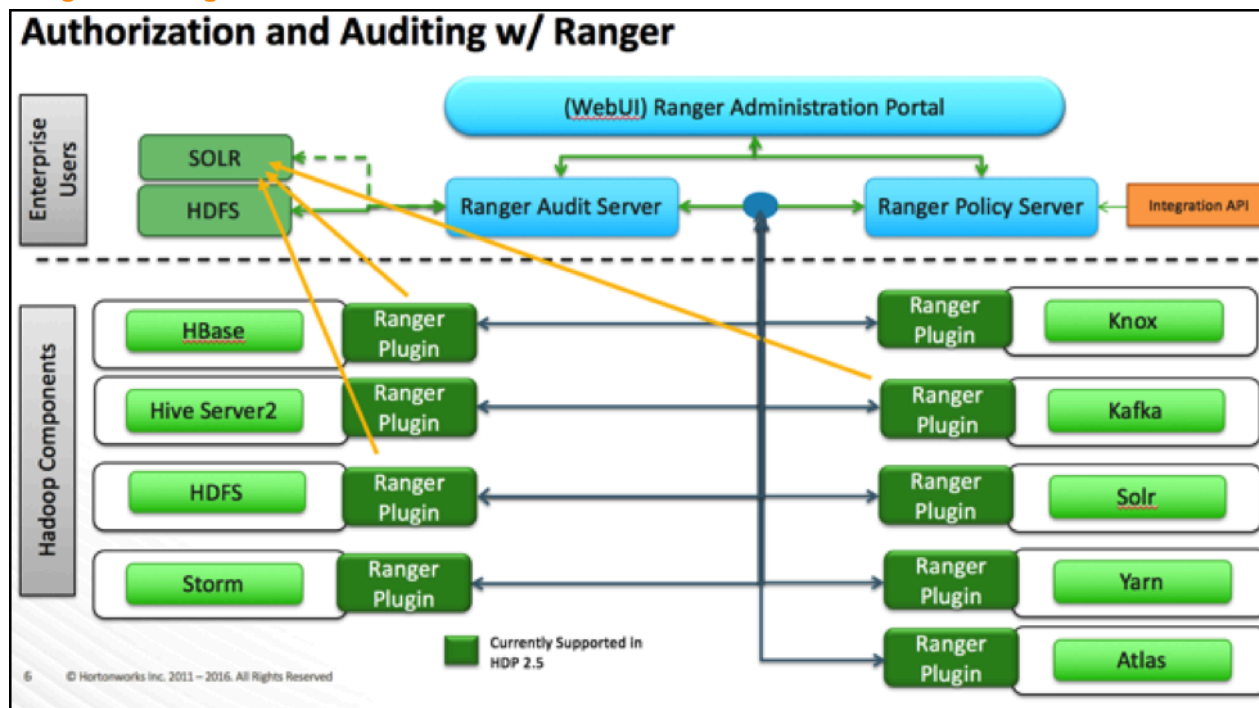 Authorization and Auditing w/ Ranger
Enterprise
Users
(WebUI) Ranger Administration Portal
SOLR
HDFS
Ranger Audit Server
Ranger Policy Server
Integration API
Hadoop Components
HBase
Ranger
Plugin
Ranger
Plugin
Knox
Hive Server2
Ranger
Plugin
Ranger
Plugin
Kafka
HDFS
Ranger
Plugin
Ranger
Plugin
Solr
Storm
Ranger
Plugin
Ranger
Plugin
Yarn
Ranger
Plugin
Atlas
Currently Supported in
HDP 2.5
6 © Hortonworks Inc. 2011 – 2016. All Rights Reserved